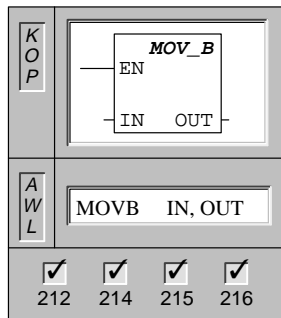 K
O
P
MOV_B
EN
IN OUT
A
W
L
MOVB IN, OUT
212 214 215 216